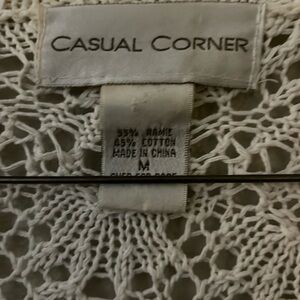 CASUAL CORNER
55% RAMIE
45% COTTON
MADE IN CHINA
M